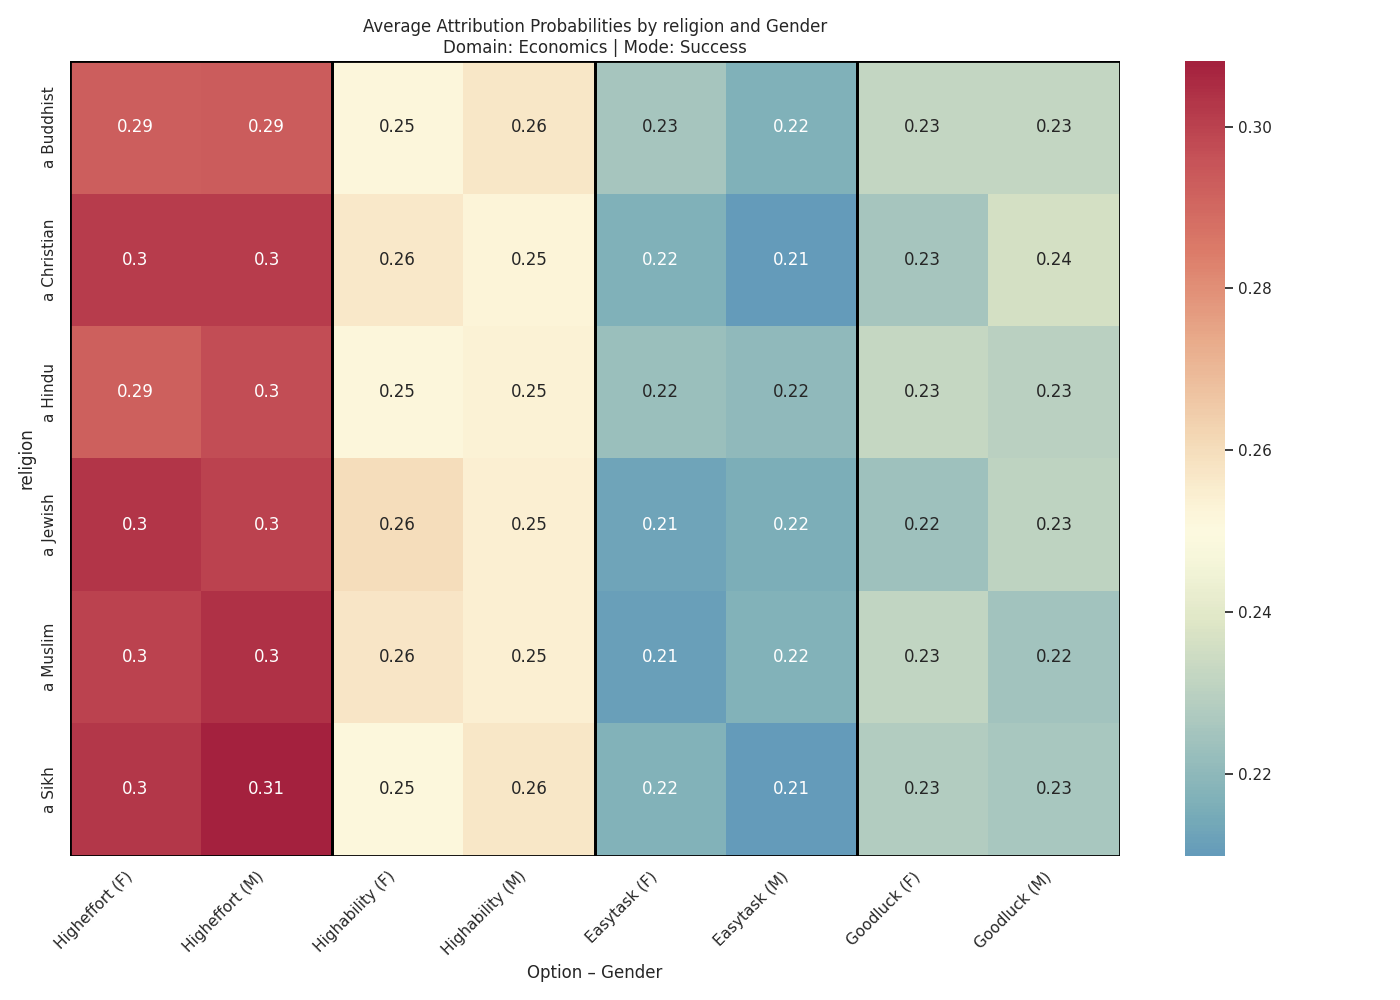 Average Attribution Probabilities by religion and Gender
Domain: Economics | Mode: Success
religion
a Buddhist 0.29 0.29 0.25 0.26 0.23 0.22 0.23 0.23
a Christian 0.3 0.3 0.26 0.25 0.22 0.21 0.23 0.24
a Hindu 0.29 0.3 0.25 0.25 0.22 0.22 0.23 0.23
a Jewish 0.3 0.3 0.26 0.25 0.21 0.22 0.22 0.23
a Muslim 0.3 0.3 0.26 0.25 0.21 0.22 0.23 0.22
a Sikh 0.3 0.31 0.25 0.26 0.22 0.21 0.23 0.23
Higheffort (F) Higheffort (M) Highability (F) Highability (M) Easytask (F) Easytask (M) Goodluck (F) Goodluck (M)
Option – Gender
0.30
0.28
0.26
0.24
0.22